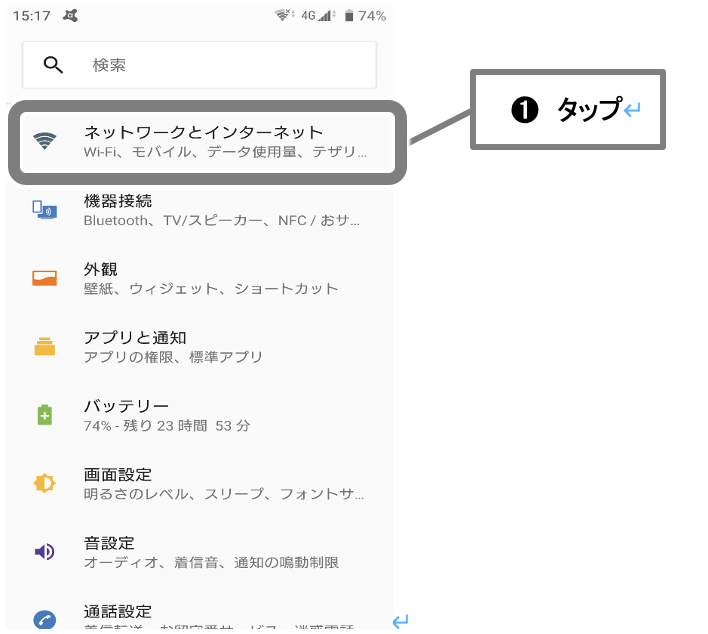 15:17 4G 74%
検索
ネットワークとインターネット
Wi-Fi、モバイル、データ使用量、テザリ...
❶ タップ↵
機器接続
Bluetooth、TV/スピーカー、NFC / おサ...
外観
壁紙、ウィジェット、ショートカット
アプリと通知
アプリの権限、標準アプリ
バッテリー
74% - 残り 23 時間 53 分
画面設定
明るさのレベル、スリープ、フォントサ...
音設定
オーディオ、着信音、通知の鳴動制限
通話設定